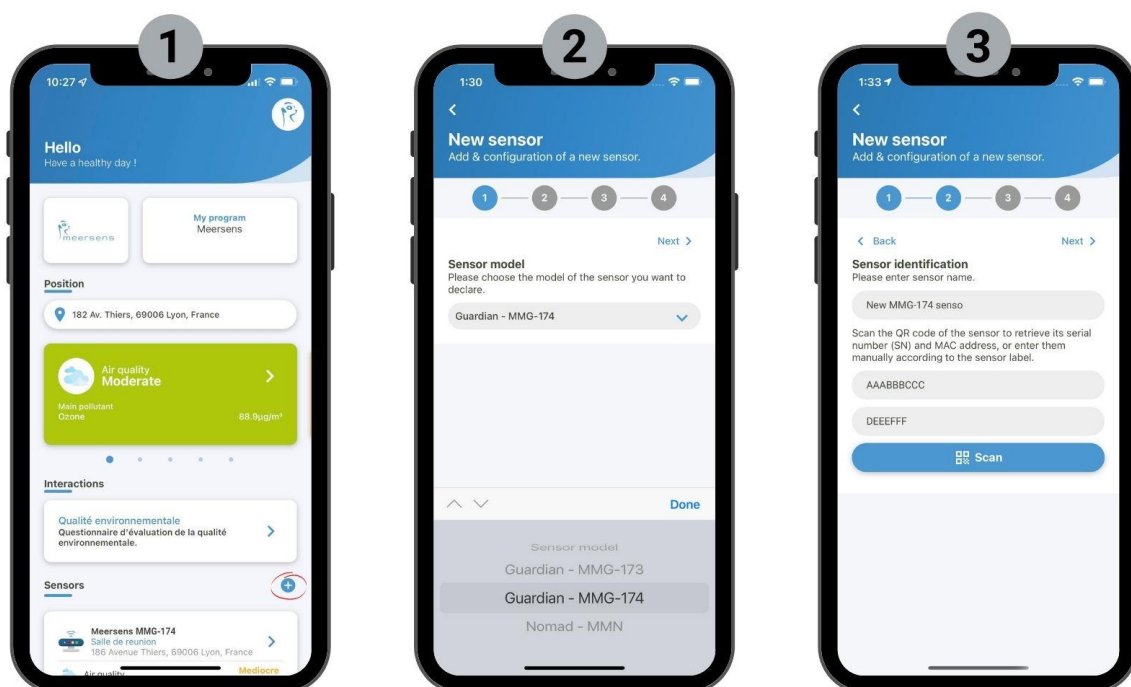 1
10:27
Hello
Have a healthy day !
meersens
My program
Meersens
Position
182 Av. Thiers, 69006 Lyon, France
Air quality
Moderate
Main pollutant
Ozone 88.9µg/m³
Interactions
Qualité environnementale
Questionnaire d'évaluation de la qualité
environnementale.
Sensors
Meersens MMG-174
Salle de reunion
186 Avenue Thiers, 69006 Lyon, France
Air quality Mediocre
2
1:30
New sensor
Add & configuration of a new sensor.
1 2 3 4
Next
Sensor model
Please choose the model of the sensor you want to
declare.
Guardian - MMG-174
Done
Sensor model
Guardian - MMG-173
Guardian - MMG-174
Nomad - MMN
3
1:33
New sensor
Add & configuration of a new sensor.
1 2 3 4
Back Next
Sensor identification
Please enter sensor name.
New MMG-174 senso
Scan the QR code of the sensor to retrieve its serial
number (SN) and MAC address, or enter them
manually according to the sensor label.
AAABBBCCC
DEEEFFF
Scan